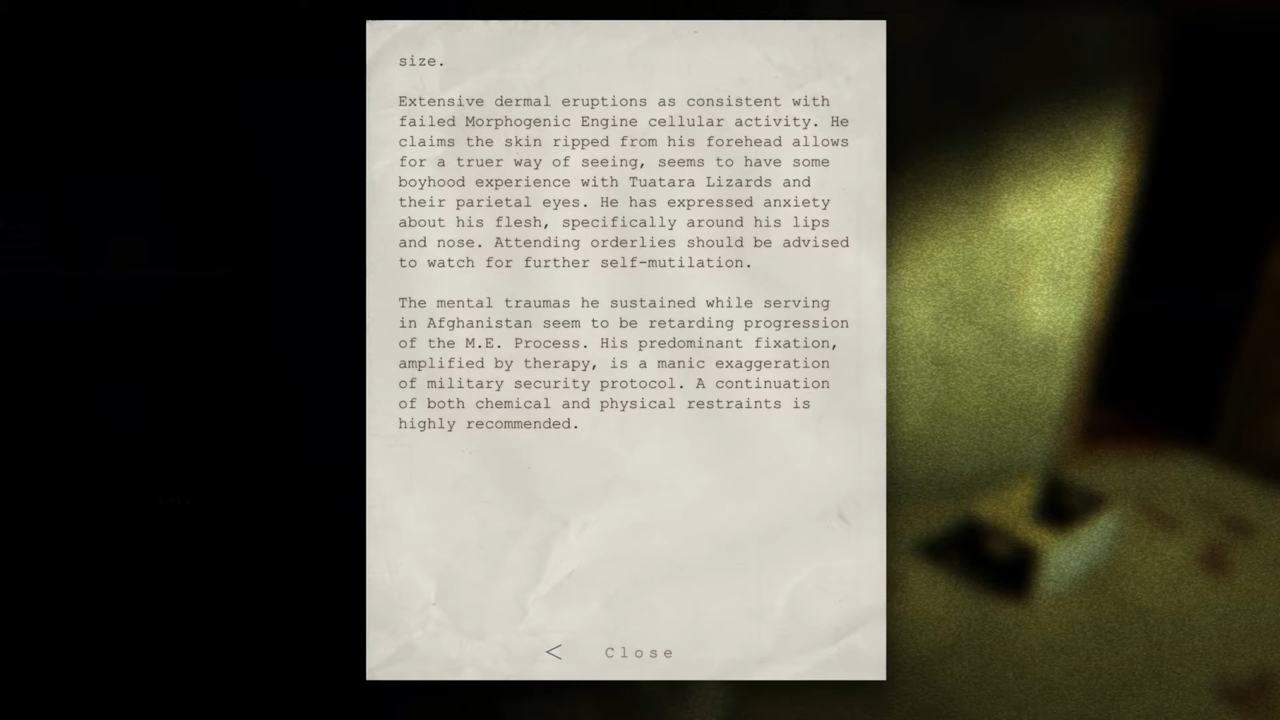 size.
Extensive dermal eruptions as consistent with
failed Morphogenic Engine cellular activity. He
claims the skin ripped from his forehead allows
for a truer way of seeing, seems to have some
boyhood experience with Tuatara Lizards and
their parietal eyes. He has expressed anxiety
about his flesh, specifically around his lips
and nose. Attending orderlies should be advised
to watch for further self-mutilation.
The mental traumas he sustained while serving
in Afghanistan seem to be retarding progression
of the M.E. Process. His predominant fixation,
amplified by therapy, is a manic exaggeration
of military security protocol. A continuation
of both chemical and physical restraints is
highly recommended.
< Close